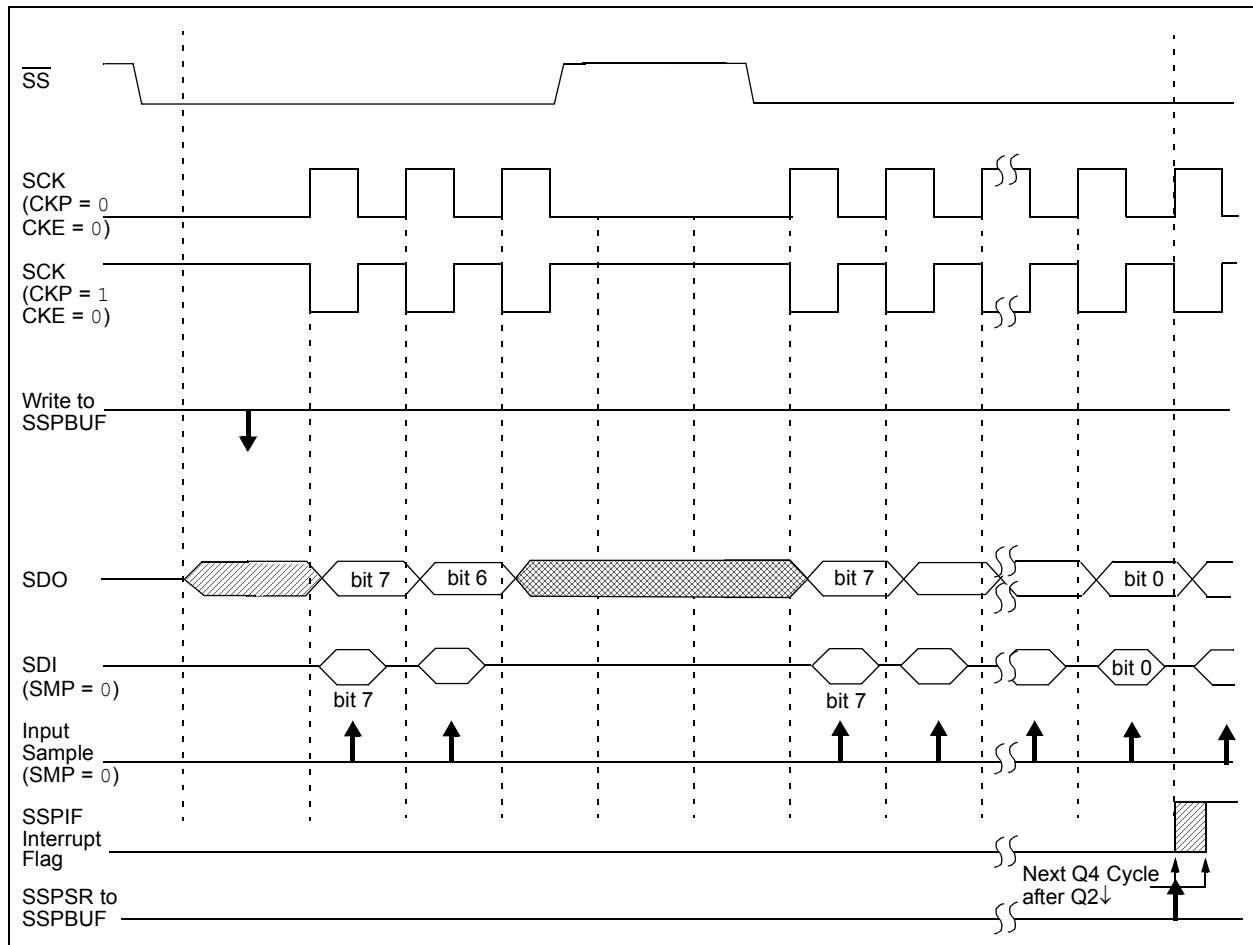 SS
SCK
(CKP = 0
CKE = 0)
SCK
(CKP = 1
CKE = 0)
Write to
SSPBUF
SDO
bit 7
bit 6
bit 7
bit 0
SDI
(SMP = 0)
bit 7
bit 7
bit 0
Input
Sample
(SMP = 0)
SSPIF
Interrupt
Flag
Next Q4 Cycle
after Q2↓
SSPSR to
SSPBUF